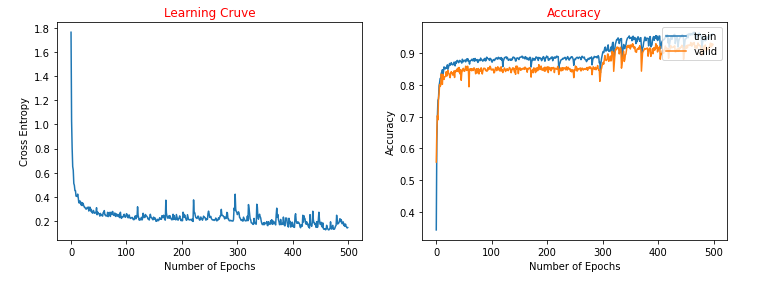 Learning Cruve
Cross Entropy
1.8
1.6
1.4
1.2
1.0
0.8
0.6
0.4
0.2
0 100 200 300 400 500
Number of Epochs
Accuracy
Accuracy
0.9
0.8
0.7
0.6
0.5
0.4
train
valid
0 100 200 300 400 500
Number of Epochs